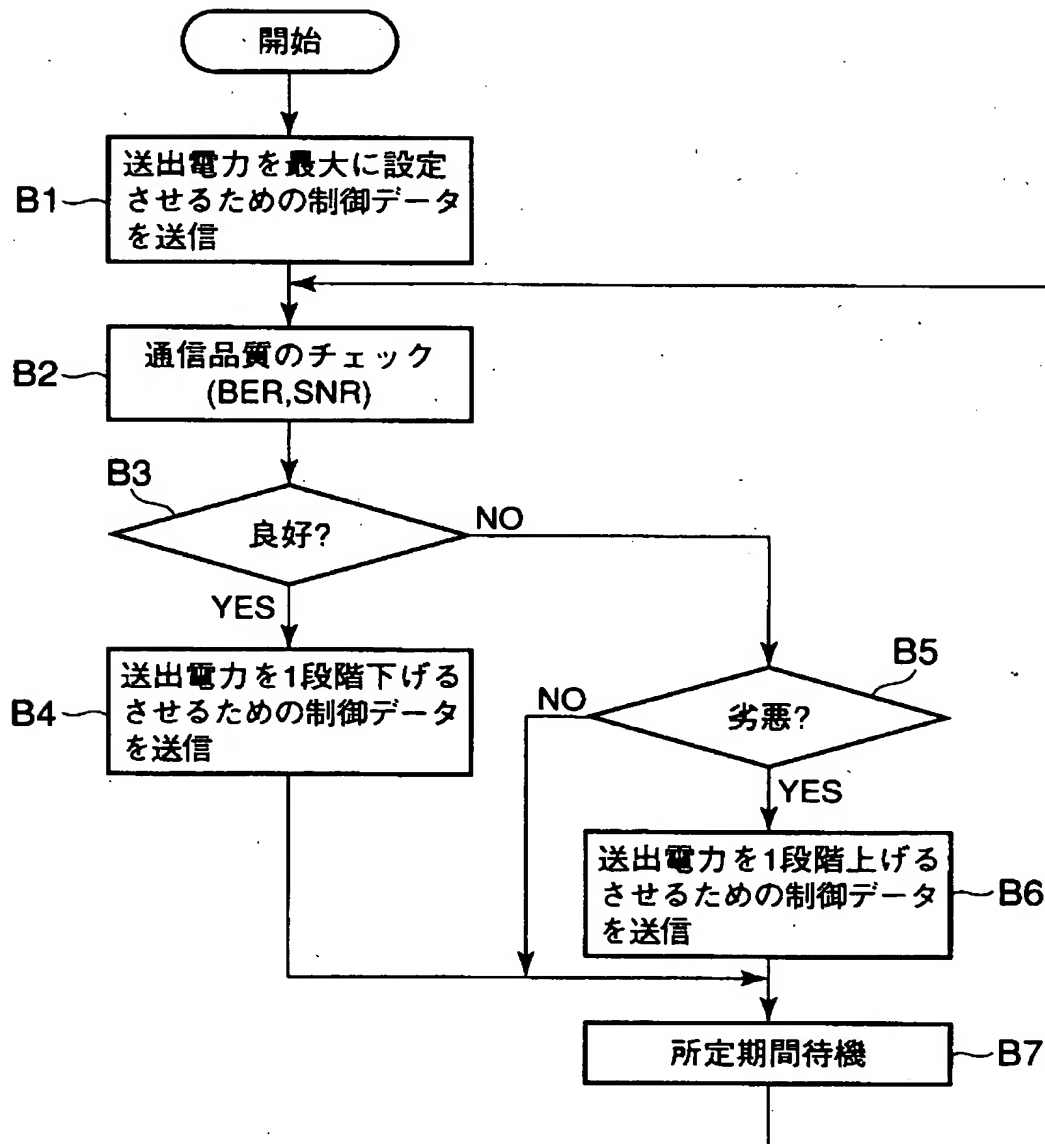 開始
B1
送出電力を最大に設定
させるための制御データ
を送信
B2
通信品質のチェック
(BER,SNR)
B3
良好?
NO
YES
B4
送出電力を1段階下げる
させるための制御データ
を送信
B5
劣悪?
NO
YES
送出電力を1段階上げる
させるための制御データ
を送信
B6
所定期間待機
B7